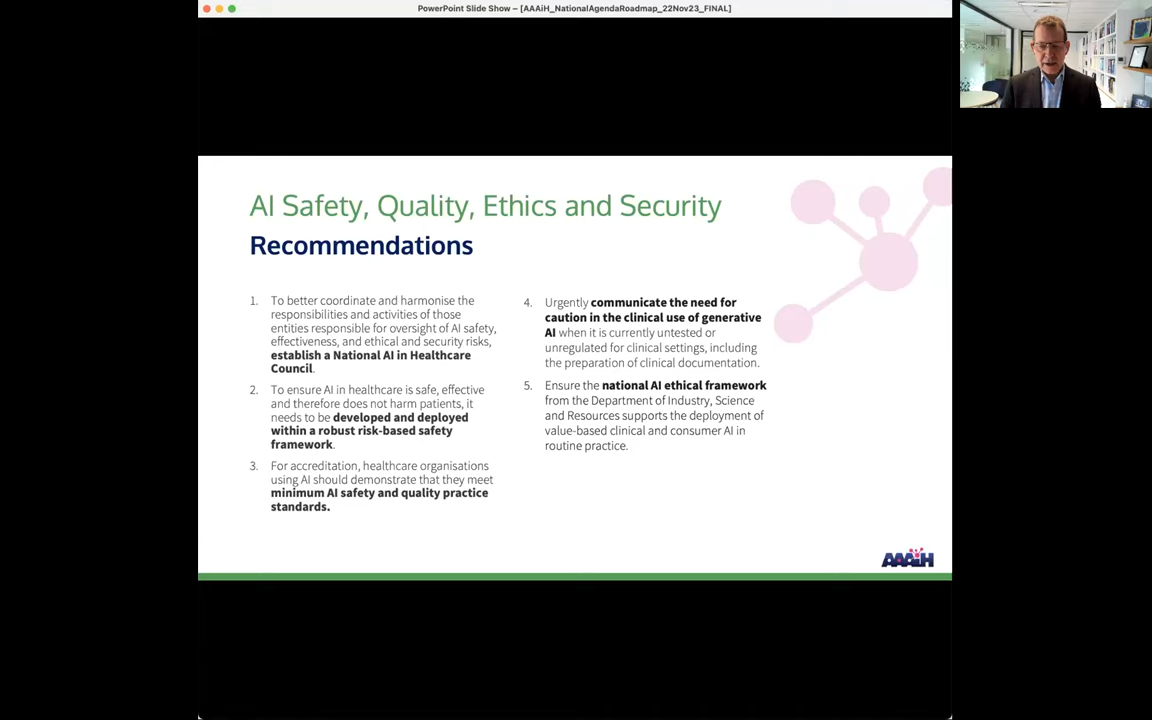 PowerPoint Slide Show – [AAAiH_NationalAgendaRoadmap_22Nov23_FINAL]
AI Safety, Quality, Ethics and Security
Recommendations
1. To better coordinate and harmonise the
responsibilities and activities of those
entities responsible for oversight of AI safety,
effectiveness, and ethical and security risks,
establish a National AI in Healthcare
Council.
2. To ensure AI in healthcare is safe, effective
and therefore does not harm patients, it
needs to be developed and deployed
within a robust risk-based safety
framework.
3. For accreditation, healthcare organisations
using AI should demonstrate that they meet
minimum AI safety and quality practice
standards.
4. Urgently communicate the need for
caution in the clinical use of generative
AI when it is currently untested or
unregulated for clinical settings, including
the preparation of clinical documentation.
5. Ensure the national AI ethical framework
from the Department of Industry, Science
and Resources supports the deployment of
value-based clinical and consumer AI in
routine practice.
AAAiH